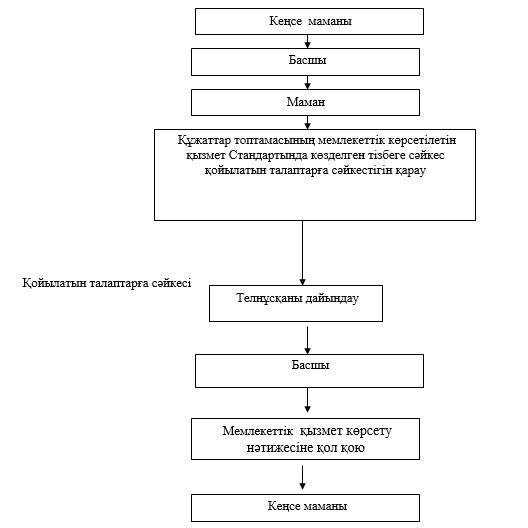 Кеңсе маманы
Басшы
Маман
Құжаттар топтамасының мемлекеттік көрсетілетін
қызмет Стандартында көзделген тізбеге сәйкес
қойылатын талаптарға сәйкестігін қарау
Қойылатын талаптарға сәйкесі
Телнұсқаны дайындау
Басшы
Мемлекеттік қызмет көрсету
нәтижесіне қол қою
Кеңсе маманы